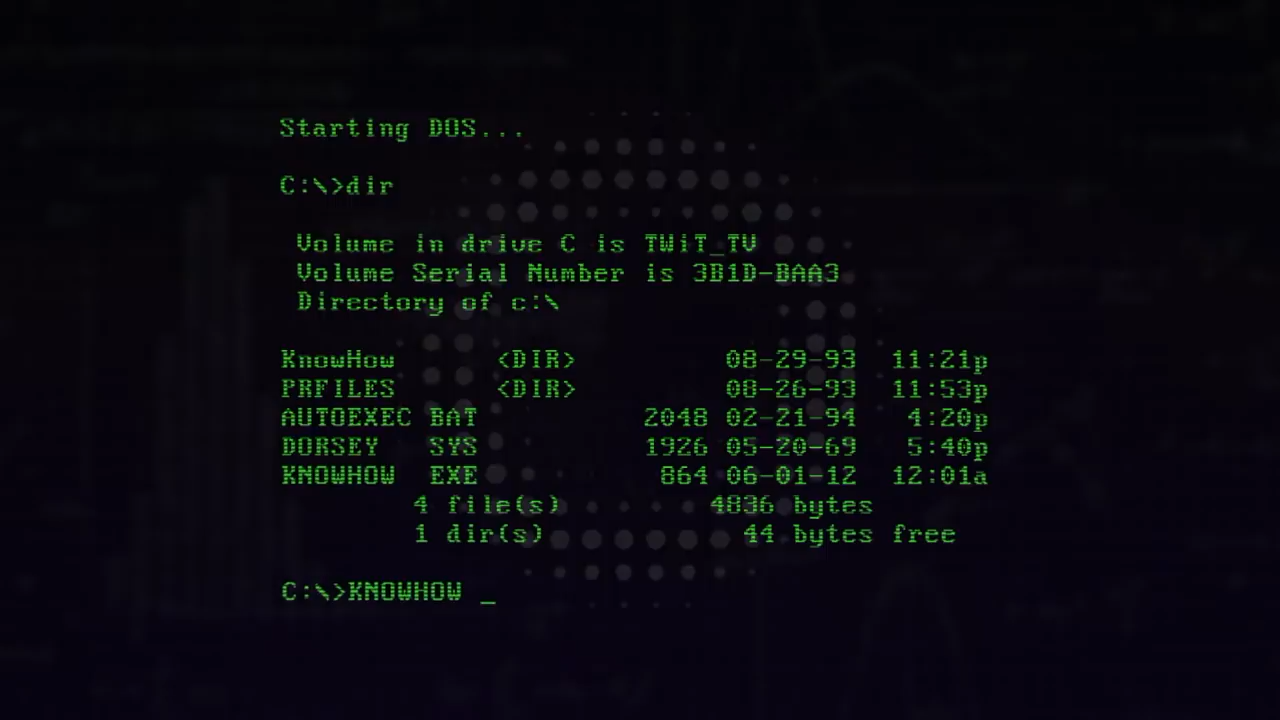 Starting DOS...
C:\>dir
Volume in drive C is TWiT_TV
Volume Serial Number is 3B1D-BAA3
Directory of c:\
KnowHow <DIR> 08-29-93 11:21p
PRFILES <DIR> 08-26-93 11:53p
AUTOEXEC BAT 2048 02-21-94 4:20p
DORSEY SYS 1926 05-20-69 5:40p
KNOWHOW EXE 864 06-01-12 12:01a
4 file(s) 4836 bytes
1 dir(s) 44 bytes free
C:\>KNOWHOW _